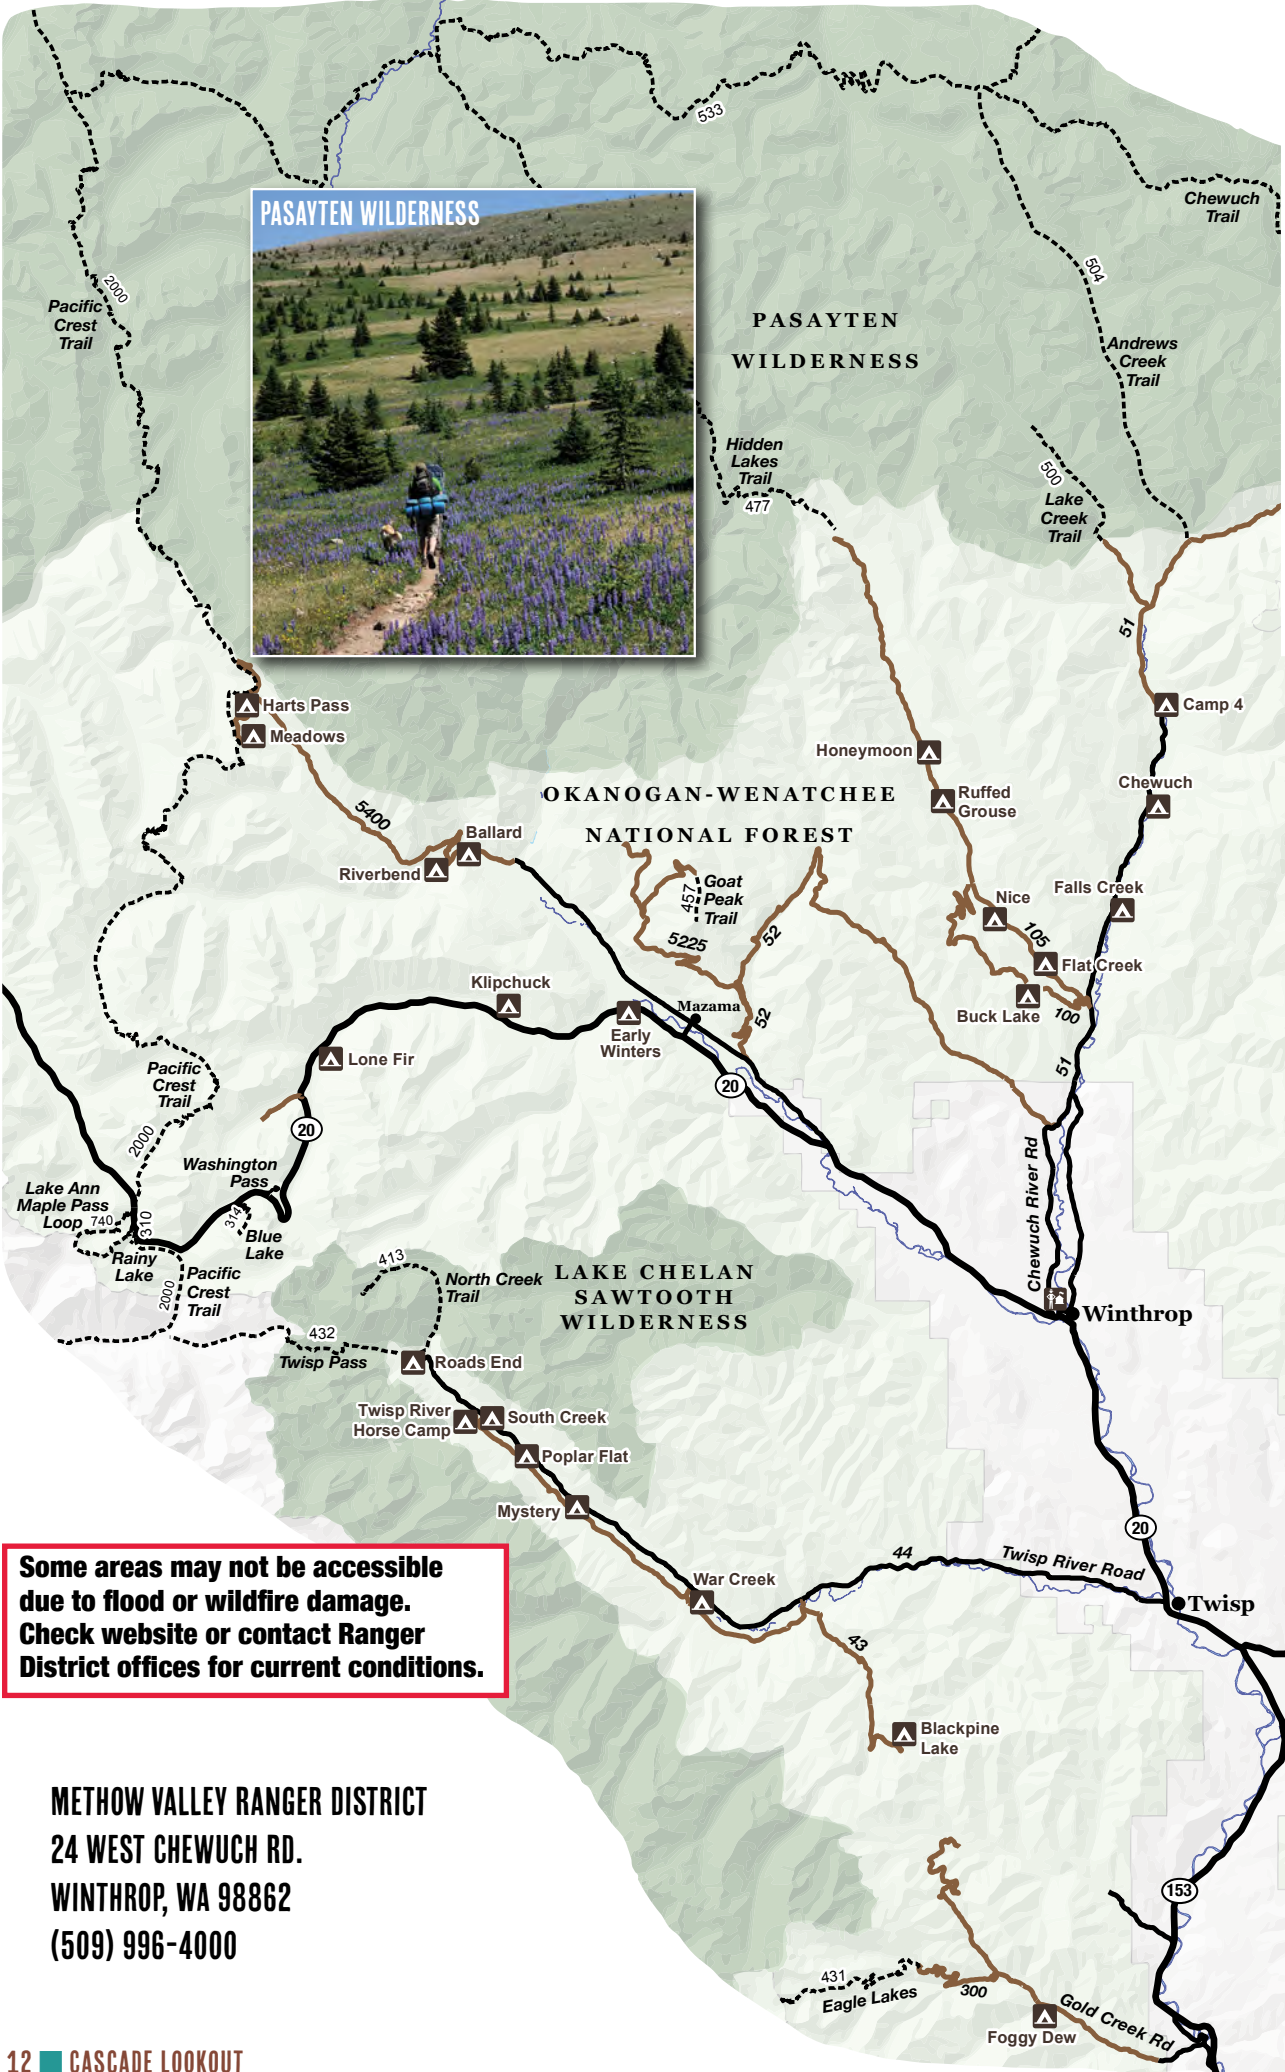 533
Chewuch
Trail
PASAYTEN WILDERNESS
504
2000
Pacific
Crest
Trail
PASAYTEN
WILDERNESS
Andrews
Creek
Trail
Hidden
Lakes
Trail
477
500
Lake
Creek
Trail
51
Harts Pass
Meadows
Camp 4
Honeymoon
Chewuch
Ruffed
Grouse
OKANOGAN-WENATCHEE
NATIONAL FOREST
5400
Ballard
Riverbend
Goat
Peak
Trail
457
Falls Creek
Nice
105
52
5225
Flat Creek
Klipchuck
Buck Lake
100
Mazama
52
Early
Winters
Lone Fir
51
Pacific
Crest
Trail
20
20
2000
Washington
Pass
Chewuch River Rd
Lake Ann
Maple Pass
Loop
740
310
314
Blue
Lake
Rainy
Lake
2000
Pacific
Crest
Trail
413
North Creek
Trail
LAKE CHELAN
SAWTOOTH
WILDERNESS
Winthrop
432
Twisp Pass
Roads End
Twisp River
Horse Camp
South Creek
Poplar Flat
Mystery
20
44
Twisp River Road
War Creek
Twisp
Some areas may not be accessible
due to flood or wildfire damage.
Check website or contact Ranger
District offices for current conditions.
43
Blackpine
Lake
METHOW VALLEY RANGER DISTRICT
24 WEST CHEWUCH RD.
WINTHROP, WA 98862
(509) 996-4000
153
431
Eagle Lakes
300
Gold Creek Rd
Foggy Dew
12 CASCADE LOOKOUT